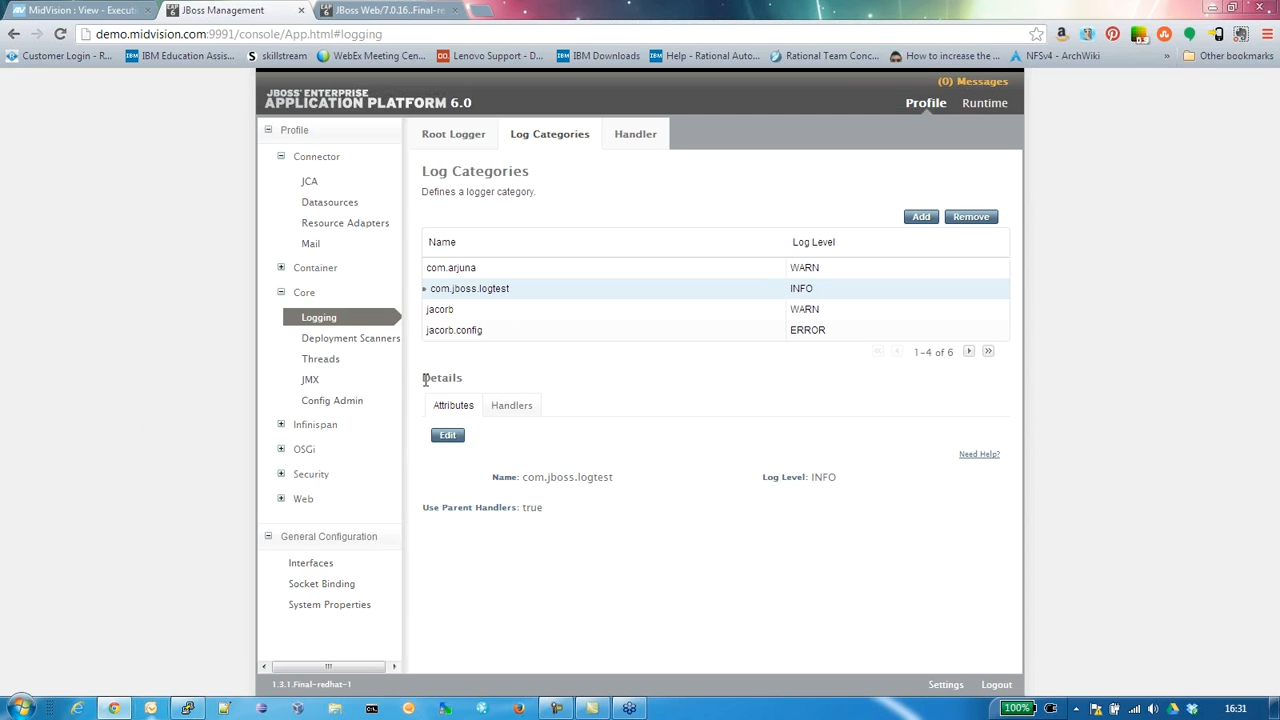 MidVision : View - Executi
JBoss Management
JBoss Web/7.0.16..Final-re
demo.midvision.com:9991/console/App.html#logging
Customer Login - R...
IBM Education Assis...
skillstream
WebEx Meeting Cen...
Lenovo Support - D...
IBM Downloads
Help - Rational Auto...
Rational Team Conc...
How to increase the ...
NFSv4 - ArchWiki
»
Other bookmarks
(0) Messages
JBOSS ENTERPRISE
APPLICATION PLATFORM 6.0
Profile Runtime
Profile
Connector
JCA
Datasources
Resource Adapters
Mail
Container
Core
Logging
Deployment Scanners
Threads
JMX
Config Admin
Infinispan
OSGi
Security
Web
General Configuration
Interfaces
Socket Binding
System Properties
Root Logger Log Categories Handler
Log Categories
Defines a logger category.
Add Remove
Name Log Level
com.arjuna WARN
com.jboss.logtest INFO
jacorb WARN
jacorb.config ERROR
1-4 of 6
Details
Attributes Handlers
Edit
Need Help?
Name: com.jboss.logtest Log Level: INFO
Use Parent Handlers: true
1.3.1.Final-redhat-1
Settings Logout
100%
16:31